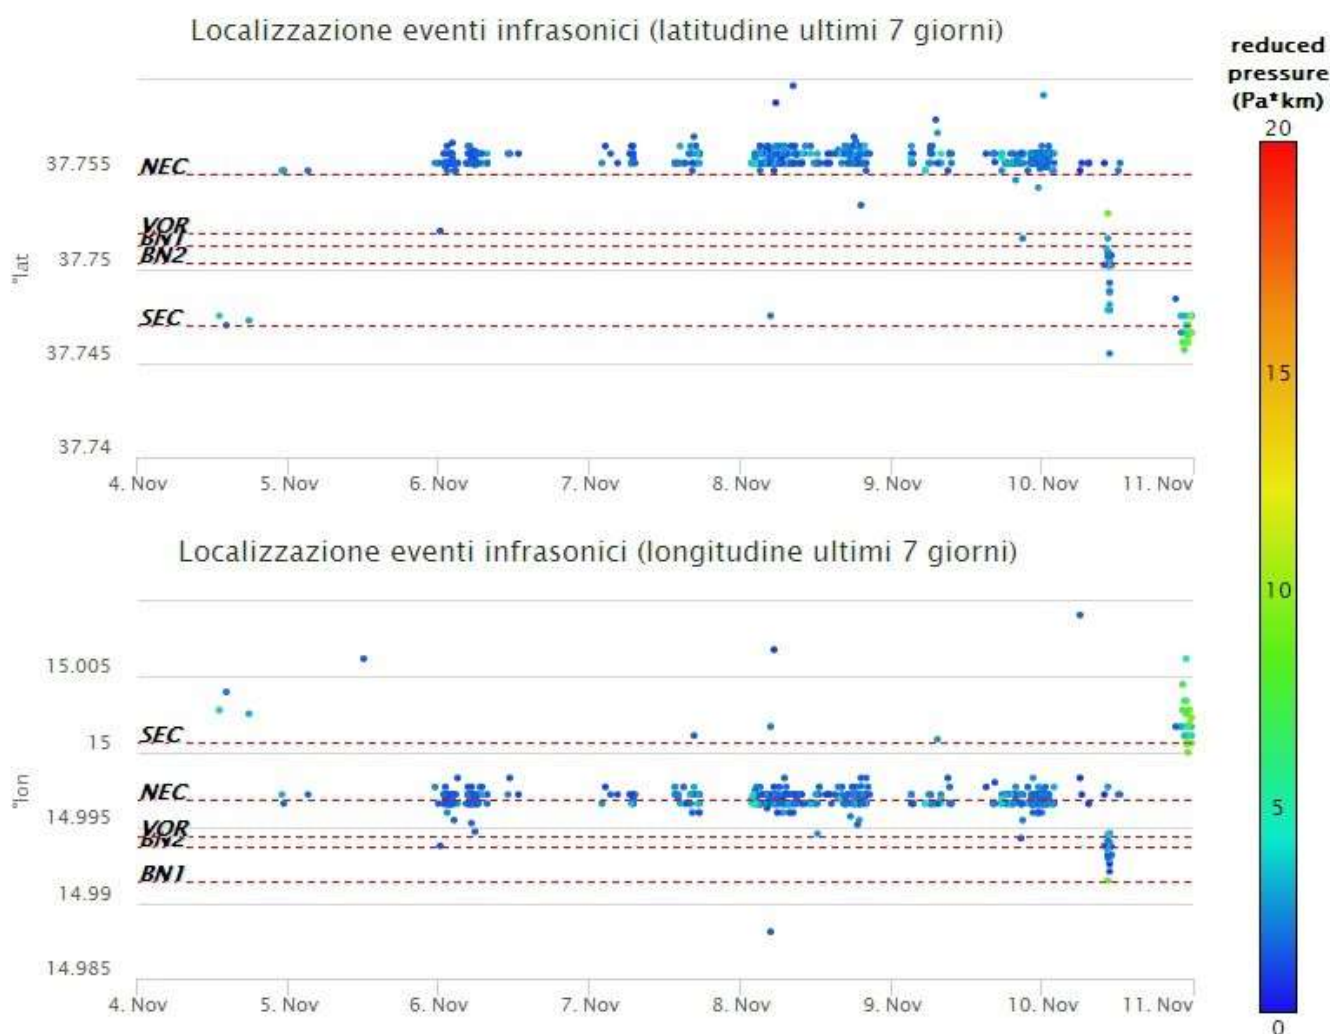 Localizzazione eventi infrasonici (latitudine ultimi 7 giorni)
reduced
pressure
(Pa*km)
20
15
10
5
0
°lat
37.755
37.75
37.745
37.74
NEC
VOR
BN1
BN2
SEC
4. Nov 5. Nov 6. Nov 7. Nov 8. Nov 9. Nov 10. Nov 11. Nov
Localizzazione eventi infrasonici (longitudine ultimi 7 giorni)
°lon
15.005
15
14.995
14.99
14.985
SEC
NEC
VOR
BN2
BN1
4. Nov 5. Nov 6. Nov 7. Nov 8. Nov 9. Nov 10. Nov 11. Nov